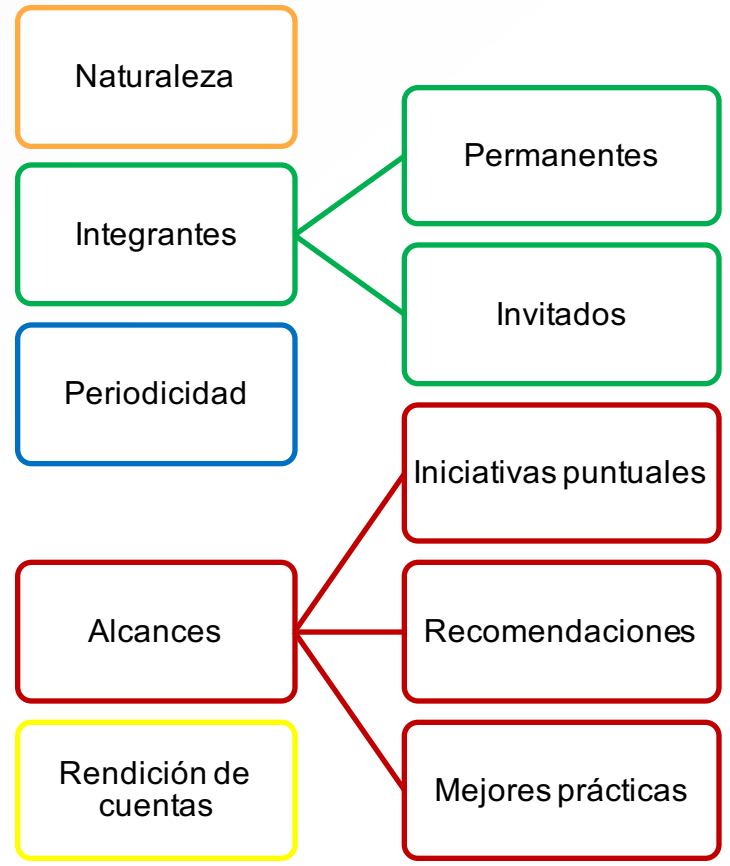 Naturaleza
Integrantes
Permanentes
Invitados
Periodicidad
Alcances
Iniciativas puntuales
Recomendaciones
Mejores prácticas
Rendición de
cuentas